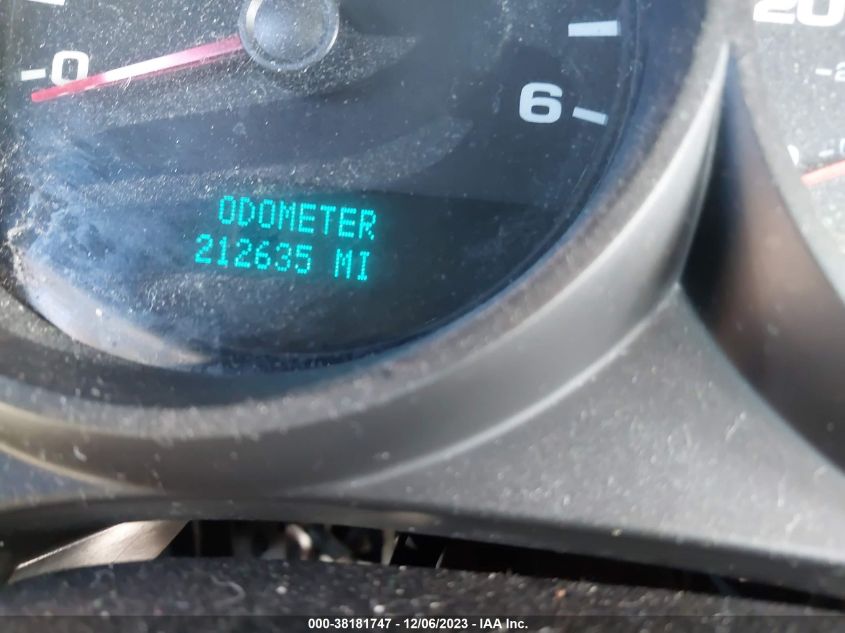 0
6
20
ODOMETER
212635 MI
000-38181747 - 12/06/2023 - IAA Inc.